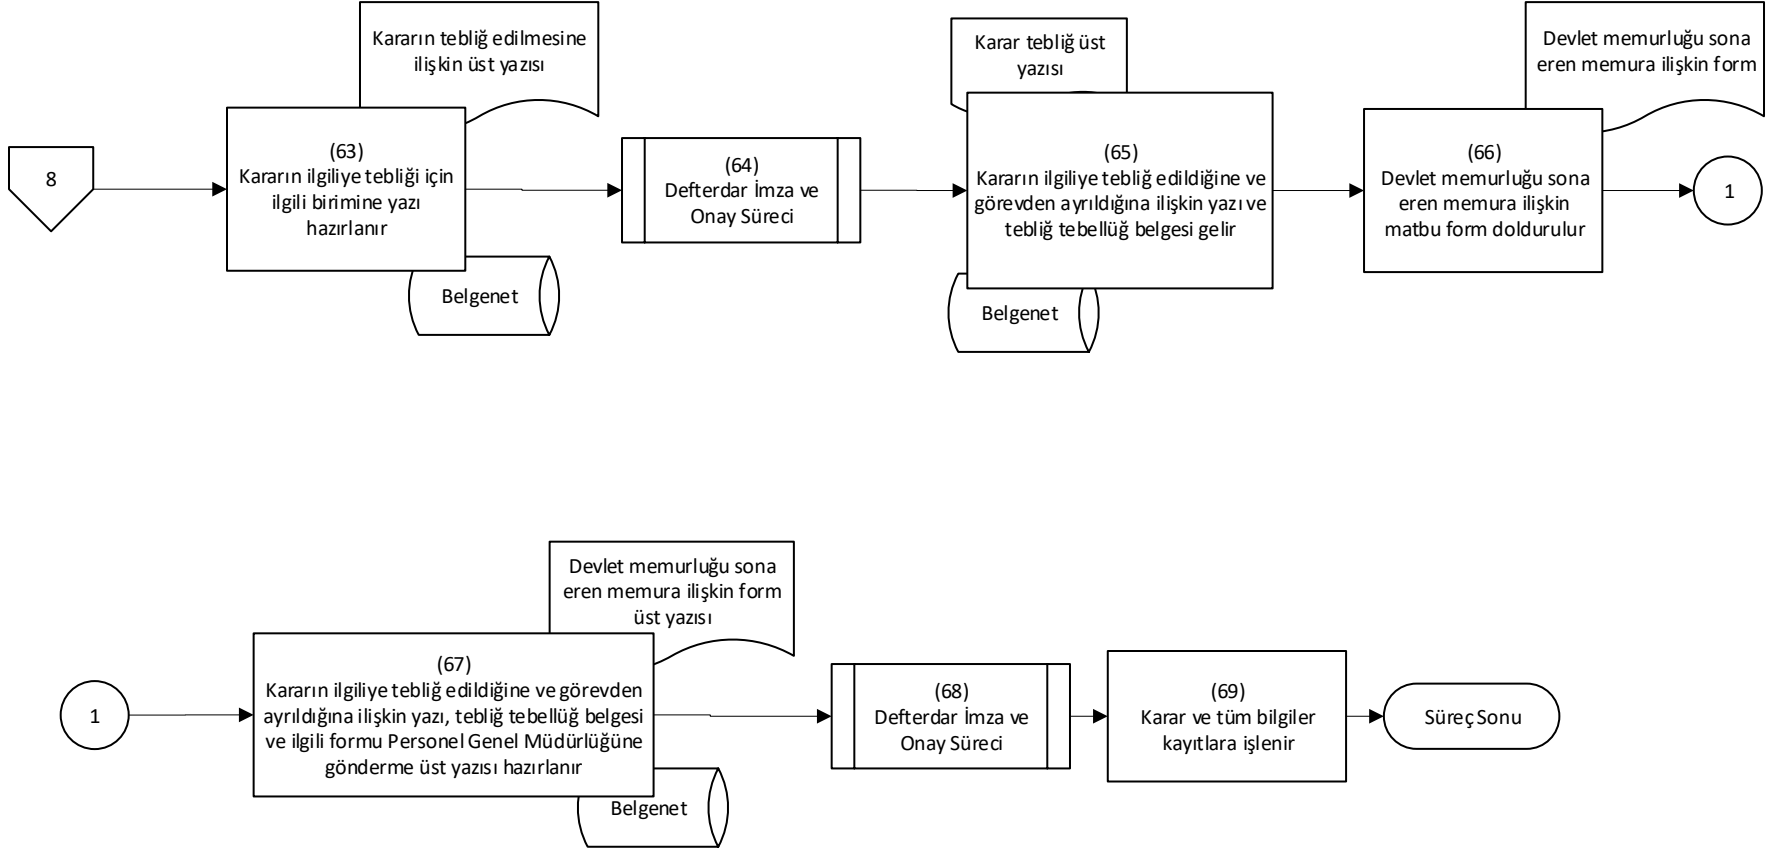 8
Kararın tebliğ edilmesine
ilişkin üst yazısı
(63)
Kararın ilgiliye tebliği için
ilgili birimine yazı
hazırlanır
Belgenet
(64)
Defterdar İmza ve
Onay Süreci
Karar tebliğ üst
yazısı
(65)
Kararın ilgiliye tebliğ edildiğine ve
görevden ayrıldığına ilişkin yazı ve
tebliğ tebellüğ belgesi gelir
Belgenet
Devlet memurluğu sona
eren memura ilişkin form
(66)
Devlet memurluğu sona
eren memura ilişkin
matbu form doldurulur
1
1
Devlet memurluğu sona
eren memura ilişkin form
üst yazısı
(67)
Kararın ilgiliye tebliğ edildiğine ve görevden
ayrıldığına ilişkin yazı, tebliğ tebellüğ belgesi
ve ilgili formu Personel Genel Müdürlüğüne
gönderme üst yazısı hazırlanır
Belgenet
(68)
Defterdar İmza ve
Onay Süreci
(69)
Karar ve tüm bilgiler
kayıtlara işlenir
Süreç Sonu